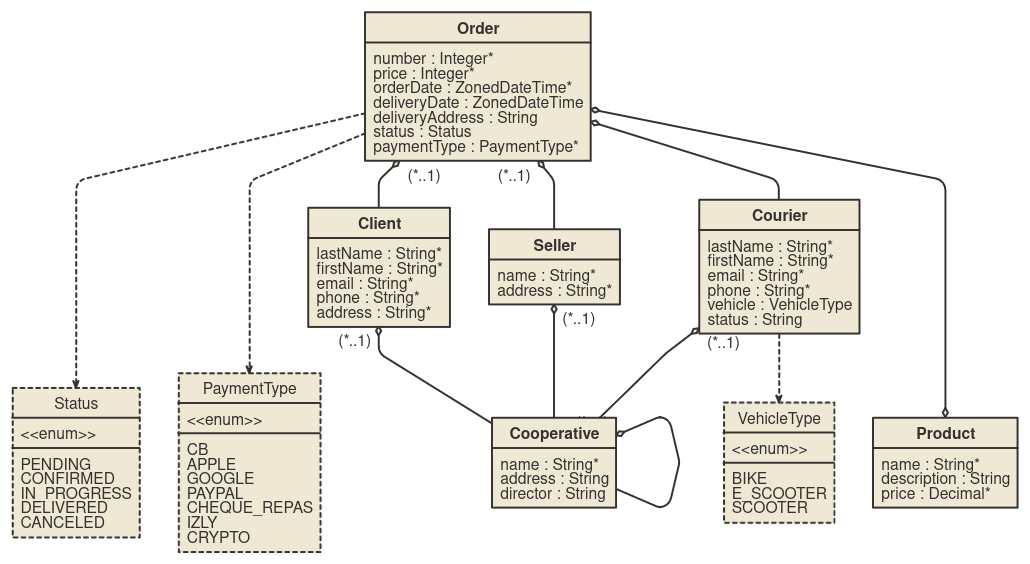 Order
number : Integer*
price : Integer*
orderDate : ZonedDateTime*
deliveryDate : ZonedDateTime
deliveryAddress : String
status : Status
paymentType : PaymentType*
(*..1)
(*..1)
Client
lastName : String*
firstName : String*
email : String*
phone : String*
address : String*
(*..1)
Seller
name : String*
address : String*
(*..1)
Courier
lastName : String*
firstName : String*
email : String*
phone : String*
vehicle : VehicleType
status : String
(*..1)
Status
<<enum>>
PENDING
CONFIRMED
IN_PROGRESS
DELIVERED
CANCELED
PaymentType
<<enum>>
CB
APPLE
GOOGLE
PAYPAL
CHEQUE_REPAS
IZLY
CRYPTO
Cooperative
name : String*
address : String
director : String
VehicleType
<<enum>>
BIKE
E_SCOOTER
SCOOTER
Product
name : String*
description : String
price : Decimal*